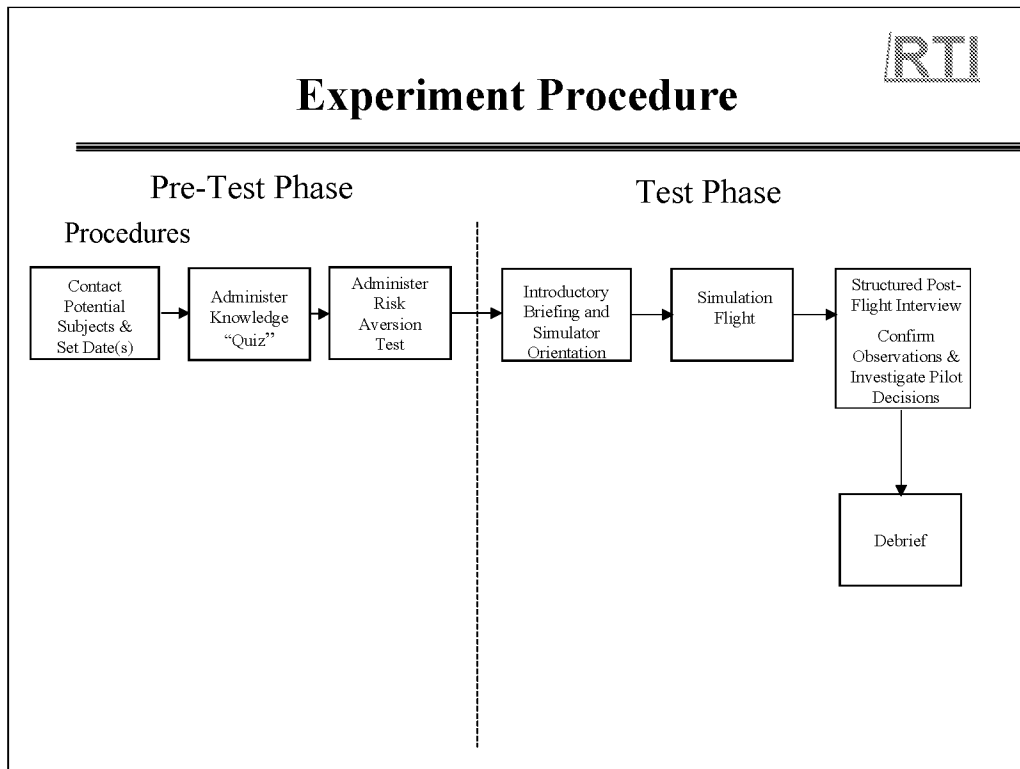 RTI
Experiment Procedure
Pre-Test Phase
Test Phase
Procedures
Contact
Potential
Subjects &
Set Date(s)
Administer
Knowledge
“Quiz”
Administer
Risk
Aversion
Test
Introductory
Briefing and
Simulator
Orientation
Simulation
Flight
Structured Post-
Flight Interview
Confirm
Observations &
Investigate Pilot
Decisions
Debrief